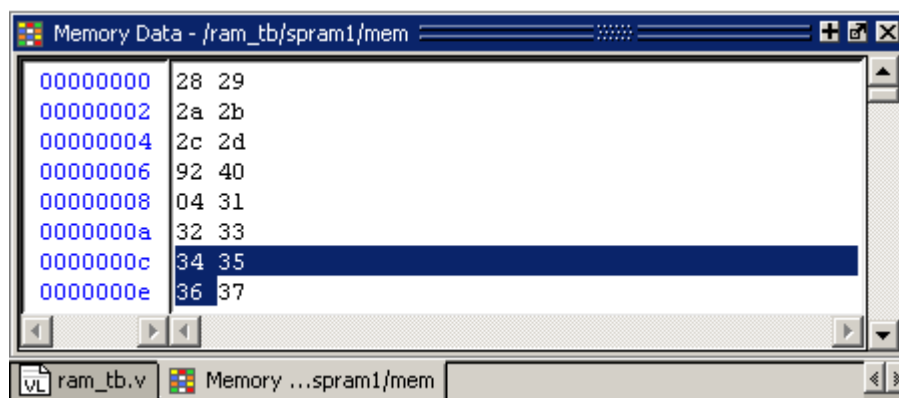 Memory Data - /ram_tb/spram1/mem
00000000 28 29
00000002 2a 2b
00000004 2c 2d
00000006 92 40
00000008 04 31
0000000a 32 33
0000000c 34 35
0000000e 36 37
VL ram_tb.v Memory ...spram1/mem